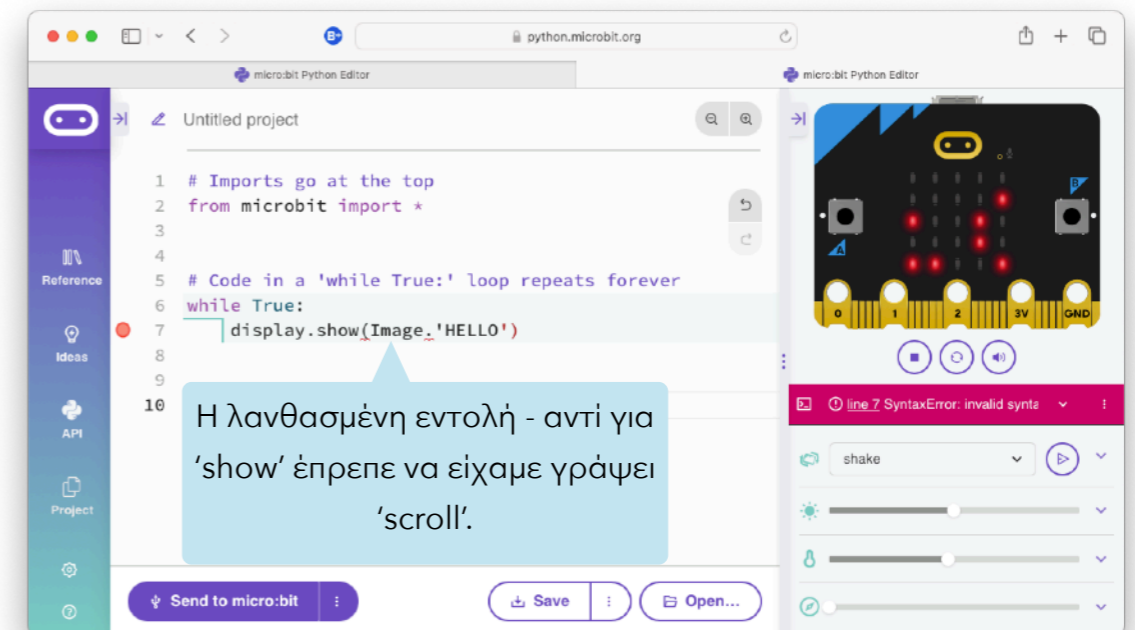 python.microbit.org
micro:bit Python Editor
micro:bit Python Editor
Untitled project
1 # Imports go at the top
2 from microbit import *
3
4
5 # Code in a 'while True:' loop repeats forever
6 while True:
7 display.show(Image.'HELLO')
8
9
10
Η λανθασμένη εντολή - αντί για
‘show’ έπρεπε να είχαμε γράψει
‘scroll’.
Reference
Ideas
API
Project
Send to micro:bit
Save
Open...
A
B
0 1 2 3V GND
line 7 SyntaxError: invalid synta
shake